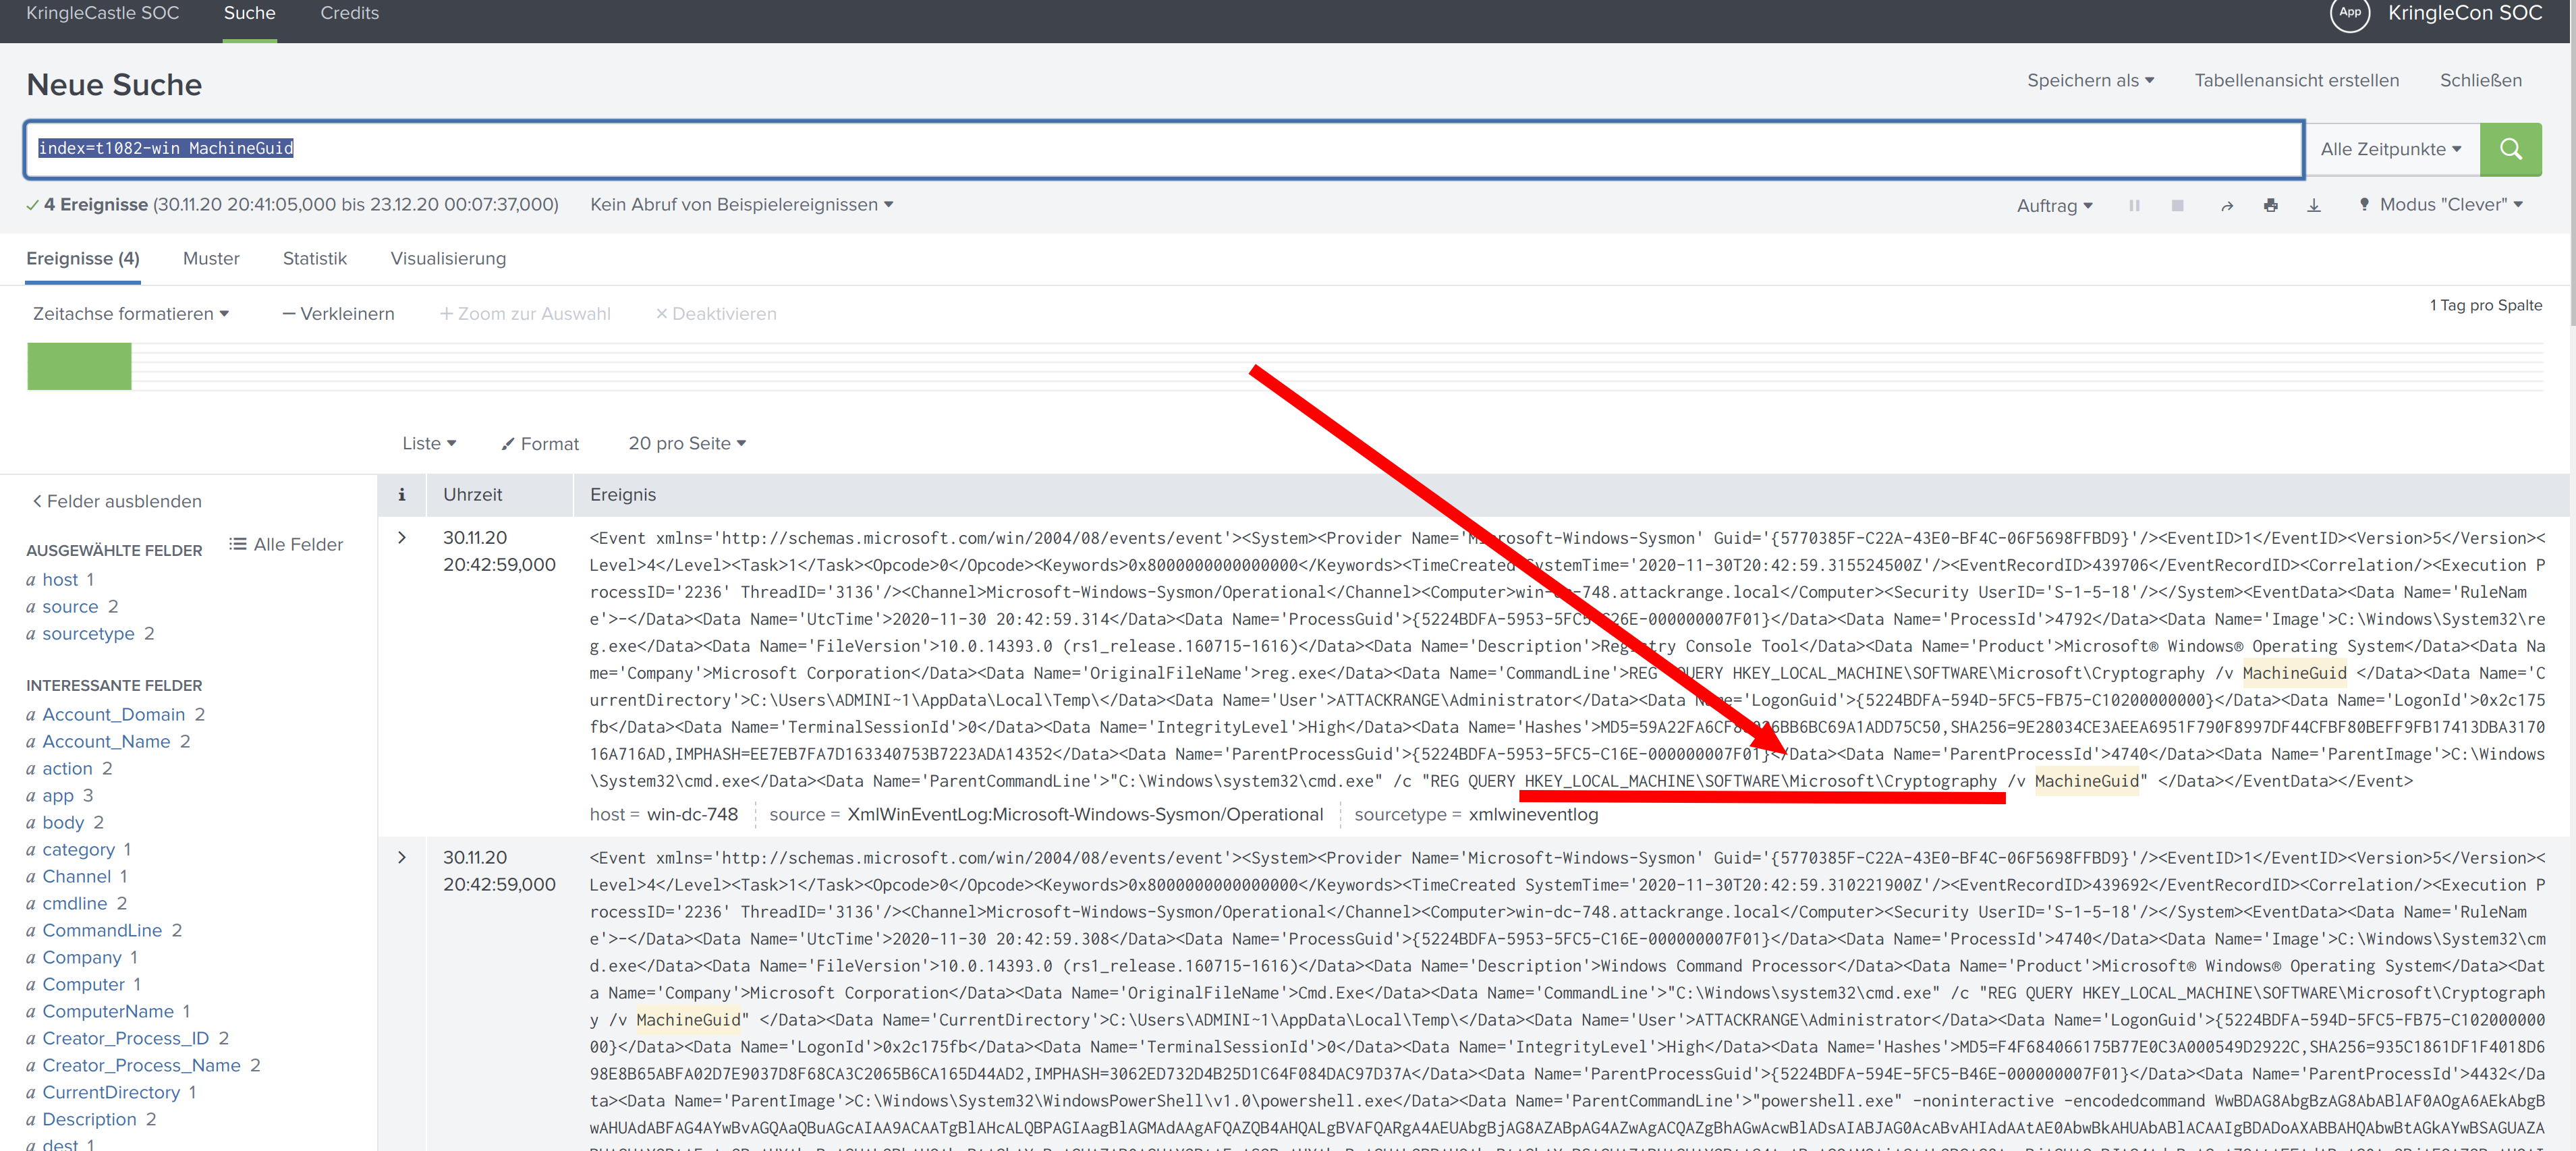 KringleCastle SOC Suche Credits App KringleCon SOC
Neue Suche Speichern als Tabellenansicht erstellen Schließen
index=t1082-win MachineGuid Alle Zeitpunkte
4 Ereignisse (30.11.20 20:41:05,000 bis 23.12.20 00:07:37,000) Kein Abruf von Beispielereignissen Auftrag Modus "Clever"
Ereignisse (4) Muster Statistik Visualisierung
Zeitachse formatieren — Verkleinern + Zoom zur Auswahl × Deaktivieren 1 Tag pro Spalte
Liste Format 20 pro Seite
< Felder ausblenden
Alle Felder
AUSGEWÄHLTE FELDER
a host 1
a source 2
a sourcetype 2
INTERESSANTE FELDER
a Account_Domain 2
a Account_Name 2
a action 2
a app 3
a body 2
a category 1
a Channel 1
a cmdline 2
a CommandLine 2
a Company 1
a Computer 1
a ComputerName 1
a Creator_Process_ID 2
a Creator_Process_Name 2
a CurrentDirectory 1
a Description 2
a dest 1
i Uhrzeit Ereignis
30.11.20
20:42:59,000
<Event xmlns='http://schemas.microsoft.com/win/2004/08/events/event'><System><Provider Name='Microsoft-Windows-Sysmon' Guid='{5770385F-C22A-43E0-BF4C-06F5698FFBD9}'/><EventID>1</EventID><Version>5</Version><
Level>4</Level><Task>1</Task><Opcode>0</Opcode><Keywords>0x8000000000000000</Keywords><TimeCreated SystemTime='2020-11-30T20:42:59.315524500Z'/><EventRecordID>439706</EventRecordID><Correlation/><Execution P
rocessID='2236' ThreadID='3136'/><Channel>Microsoft-Windows-Sysmon/Operational</Channel><Computer>win-dc-748.attackrange.local</Computer><Security UserID='S-1-5-18'/></System><EventData><Data Name='RuleNam
e'>-</Data><Data Name='UtcTime'>2020-11-30 20:42:59.314</Data><Data Name='ProcessGuid'>{5224BDFA-5953-5FC5- 26E-000000007F01}</Data><Data Name='ProcessId'>4792</Data><Data Name='Image'>C:\Windows\System32\re
g.exe</Data><Data Name='FileVersion'>10.0.14393.0 (rs1_release.160715-1616)</Data><Data Name='Description'>Registry Console Tool</Data><Data Name='Product'>Microsoft® Windows® Operating System</Data><Data Na
me='Company'>Microsoft Corporation</Data><Data Name='OriginalFileName'>reg.exe</Data><Data Name='CommandLine'>REG QUERY HKEY_LOCAL_MACHINE\SOFTWARE\Microsoft\Cryptography /v MachineGuid </Data><Data Name='C
urrentDirectory'>C:\Users\ADMINI~1\AppData\Local\Temp\</Data><Data Name='User'>ATTACKRANGE\Administrator</Data><Data Name='LogonGuid'>{5224BDFA-594D-5FC5-FB75-C10200000000}</Data><Data Name='LogonId'>0x2c175
fb</Data><Data Name='TerminalSessionId'>0</Data><Data Name='IntegrityLevel'>High</Data><Data Name='Hashes'>MD5=59A22FA6CF 6BB6BC69A1ADD75C50,SHA256=9E28034CE3AEEA6951F790F8997DF44CFBF80BEFF9FB17413DBA3170
16A716AD,IMPHASH=EE7EB7FA7D163340753B7223ADA14352</Data><Data Name='ParentProcessGuid'>{5224BDFA-5953-5FC5-C16E-000000007F01}</Data><Data Name='ParentProcessId'>4740</Data><Data Name='ParentImage'>C:\Windows
\System32\cmd.exe</Data><Data Name='ParentCommandLine'>"C:\Windows\system32\cmd.exe" /c "REG QUERY HKEY_LOCAL_MACHINE\SOFTWARE\Microsoft\Cryptography /v MachineGuid" </Data></EventData></Event>
host = win-dc-748 source = XmlWinEventLog:Microsoft-Windows-Sysmon/Operational sourcetype = xmlwineventlog
30.11.20
20:42:59,000
<Event xmlns='http://schemas.microsoft.com/win/2004/08/events/event'><System><Provider Name='Microsoft-Windows-Sysmon' Guid='{5770385F-C22A-43E0-BF4C-06F5698FFBD9}'/><EventID>1</EventID><Version>5</Version><
Level>4</Level><Task>1</Task><Opcode>0</Opcode><Keywords>0x8000000000000000</Keywords><TimeCreated SystemTime='2020-11-30T20:42:59.310221900Z'/><EventRecordID>439692</EventRecordID><Correlation/><Execution P
rocessID='2236' ThreadID='3136'/><Channel>Microsoft-Windows-Sysmon/Operational</Channel><Computer>win-dc-748.attackrange.local</Computer><Security UserID='S-1-5-18'/></System><EventData><Data Name='RuleNam
e'>-</Data><Data Name='UtcTime'>2020-11-30 20:42:59.308</Data><Data Name='ProcessGuid'>{5224BDFA-5953-5FC5-C16E-000000007F01}</Data><Data Name='ProcessId'>4740</Data><Data Name='Image'>C:\Windows\System32\cm
d.exe</Data><Data Name='FileVersion'>10.0.14393.0 (rs1_release.160715-1616)</Data><Data Name='Description'>Windows Command Processor</Data><Data Name='Product'>Microsoft® Windows® Operating System</Data><Dat
a Name='Company'>Microsoft Corporation</Data><Data Name='OriginalFileName'>Cmd.Exe</Data><Data Name='CommandLine'>"C:\Windows\system32\cmd.exe" /c "REG QUERY HKEY_LOCAL_MACHINE\SOFTWARE\Microsoft\Cryptograph
y /v MachineGuid" </Data><Data Name='CurrentDirectory'>C:\Users\ADMINI~1\AppData\Local\Temp\</Data><Data Name='User'>ATTACKRANGE\Administrator</Data><Data Name='LogonGuid'>{5224BDFA-594D-5FC5-FB75-C102000000
00}</Data><Data Name='LogonId'>0x2c175fb</Data><Data Name='TerminalSessionId'>0</Data><Data Name='IntegrityLevel'>High</Data><Data Name='Hashes'>MD5=F4F684066175B77E0C3A000549D2922C,SHA256=935C1861DF1F4018D6
98E8B65ABFA02D7E9037D8F68CA3C2065B6CA165D44AD2,IMPHASH=3062ED732D4B25D1C64F084DAC97D37A</Data><Data Name='ParentProcessGuid'>{5224BDFA-594E-5FC5-B46E-000000007F01}</Data><Data Name='ParentProcessId'>4432</Da
ta><Data Name='ParentImage'>C:\Windows\System32\WindowsPowerShell\v1.0\powershell.exe</Data><Data Name='ParentCommandLine'>"powershell.exe" -noninteractive -encodedcommand WwBDAG8AbgBzAG8AbABlAF0AOgA6AEkAbgB
wAHUAdABFAG4AYwBvAGQAaQBuAGcAIAA9ACAATgBlAHcALQBPAGIAagBlAGMAdAAgAFQAZQB4AHQALgBVAFQARgA4AEUAbgBjAG8AZABpAG4AZwAgACQAZgBhAGwAcwBlADsAIABJAG0AcABvAHIAdAAtAE0AbwBkAHUAbABlACAAIgBDADoAXABBAHQAbwBtAGkAYwBSAGUAZA